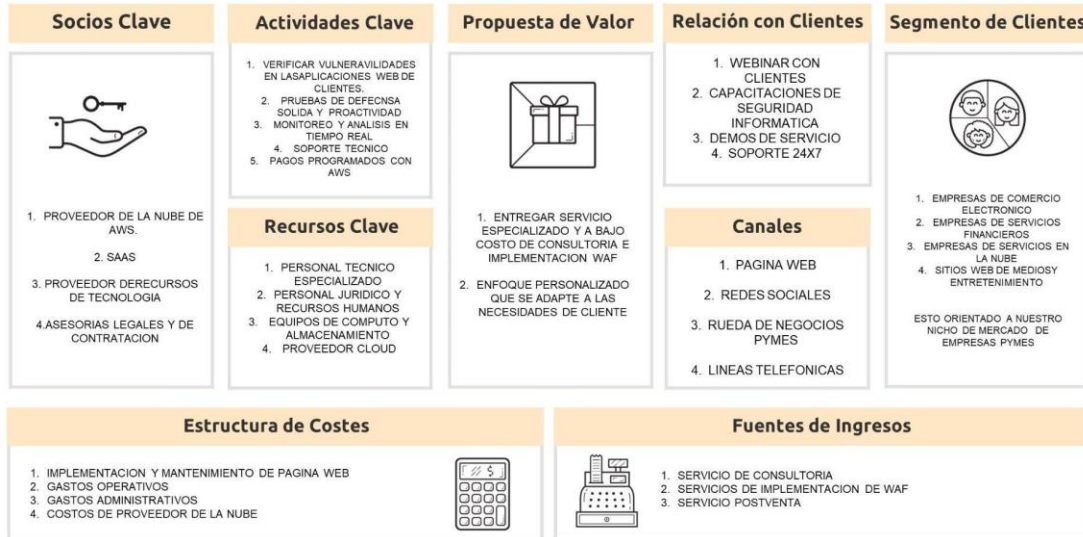 Socios Clave
1. PROVEEDOR DE LA NUBE DE
AWS.
2. SAAS
3. PROVEEDOR DERECURSOS
DE TECNOLOGIA
4.ASESORIAS LEGALES Y DE
CONTRATACION
Actividades Clave
1. VERIFICAR VULNERAVILIDADES
EN LASAPLICACIONES WEB DE
CLIENTES.
2. PRUEBAS DE DEFECNSA
SOLIDA Y PROACTIVIDAD
3. MONITOREO Y ANALISIS EN
TIEMPO REAL
4. SOPORTE TECNICO
5. PAGOS PROGRAMADOS CON
AWS
Recursos Clave
1. PERSONAL TECNICO
ESPECIALIZADO
2. PERSONAL JURIDICO Y
RECURSOS HUMANOS
3. EQUIPOS DE COMPUTO Y
ALMACENAMIENTO
4. PROVEEDOR CLOUD
Propuesta de Valor
1. ENTREGAR SERVICIO
ESPECIALIZADO Y A BAJO
COSTO DE CONSULTORIA E
IMPLEMENTACION WAF
2. ENFOQUE PERSONALIZADO
QUE SE ADAPTE A LAS
NECESIDADES DE CLIENTE
Relación con Clientes
1. WEBINAR CON
CLIENTES
2. CAPACITACIONES DE
SEGURIDAD
INFORMATICA
3. DEMOS DE SERVICIO
4. SOPORTE 24X7
Canales
1. PAGINA WEB
2. REDES SOCIALES
3. RUEDA DE NEGOCIOS
PYMES
4. LINEAS TELEFONICAS
Segmento de Clientes
1. EMPRESAS DE COMERCIO
ELECTRONICO
2. EMPRESAS DE SERVICIOS
FINANCIEROS
3. EMPRESAS DE SERVICIOS EN
LA NUBE
4. SITIOS WEB DE MEDIOSY
ENTRETENIMIENTO
ESTO ORIENTADO A NUESTRO
NICHO DE MERCADO DE
EMPRESAS PYMES
Estructura de Costes
1. IMPLEMENTACION Y MANTENIMIENTO DE PAGINA WEB
2. GASTOS OPERATIVOS
3. GASTOS ADMINISTRATIVOS
4. COSTOS DE PROVEEDOR DE LA NUBE
Fuentes de Ingresos
1. SERVICIO DE CONSULTORIA
2. SERVICIOS DE IMPLEMENTACION DE WAF
3. SERVICIO POSTVENTA